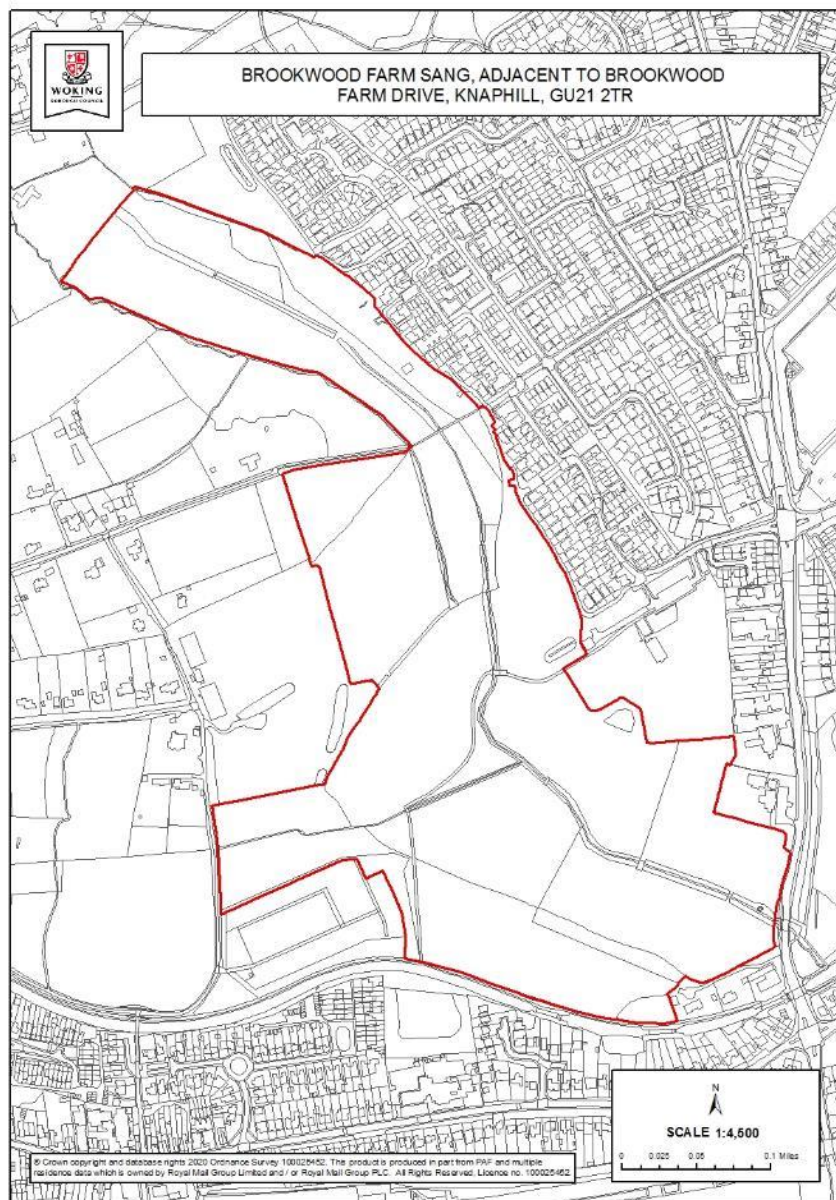 WOKING
BOROUGH COUNCIL
BROOKWOOD FARM SANG, ADJACENT TO BROOKWOOD
FARM DRIVE, KNAPHILL, GU21 2TR
N
SCALE 1:4,500
0 0.025 0.05 0.1 Miles
© Crown copyright and database rights 2020 Ordnance Survey 100025452. This product is produced in part from PAF and multiple
residence data which is owned by Royal Mail Group Limited and / or Royal Mail Group PLC. All Rights Reserved, Licence no. 100025452.